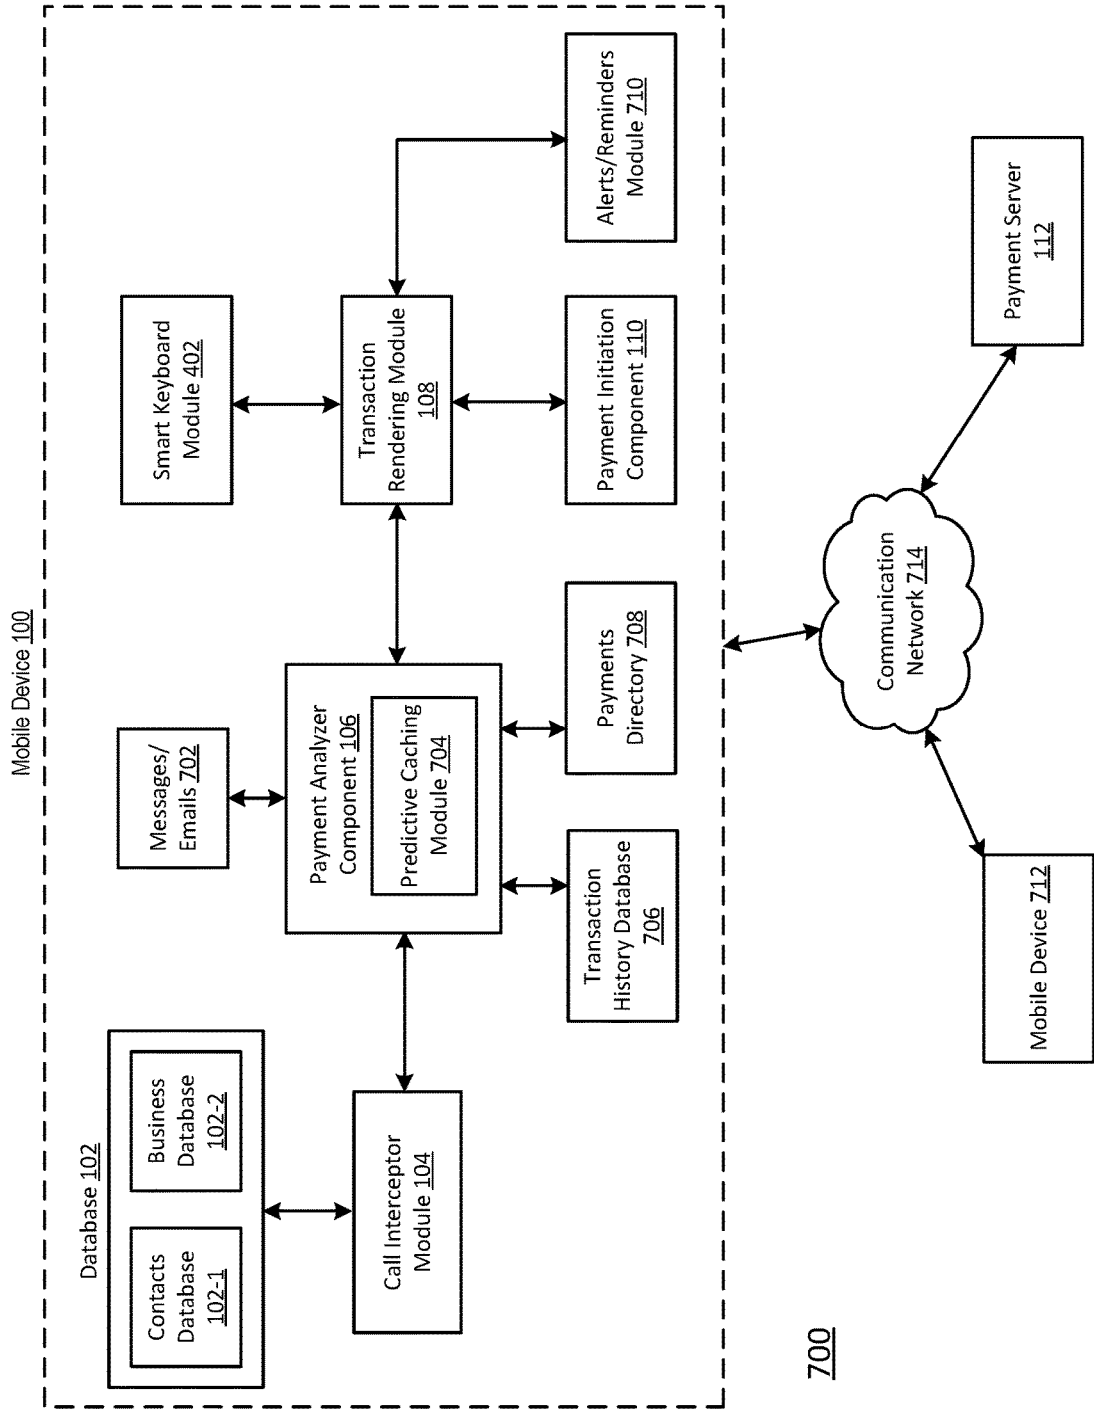 Mobile Device 100
Database 102
Contacts
Database
102-1
Business
Database
102-2
Messages/
Emails 702
Smart Keyboard
Module 402
Call Interceptor
Module 104
Payment Analyzer
Component 106
Predictive Caching
Module 704
Transaction
Rendering Module
108
Transaction
History Database
706
Payments
Directory 708
Payment Initiation
Component 110
Alerts/Reminders
Module 710
700
Communication
Network 714
Mobile Device 712
Payment Server
112